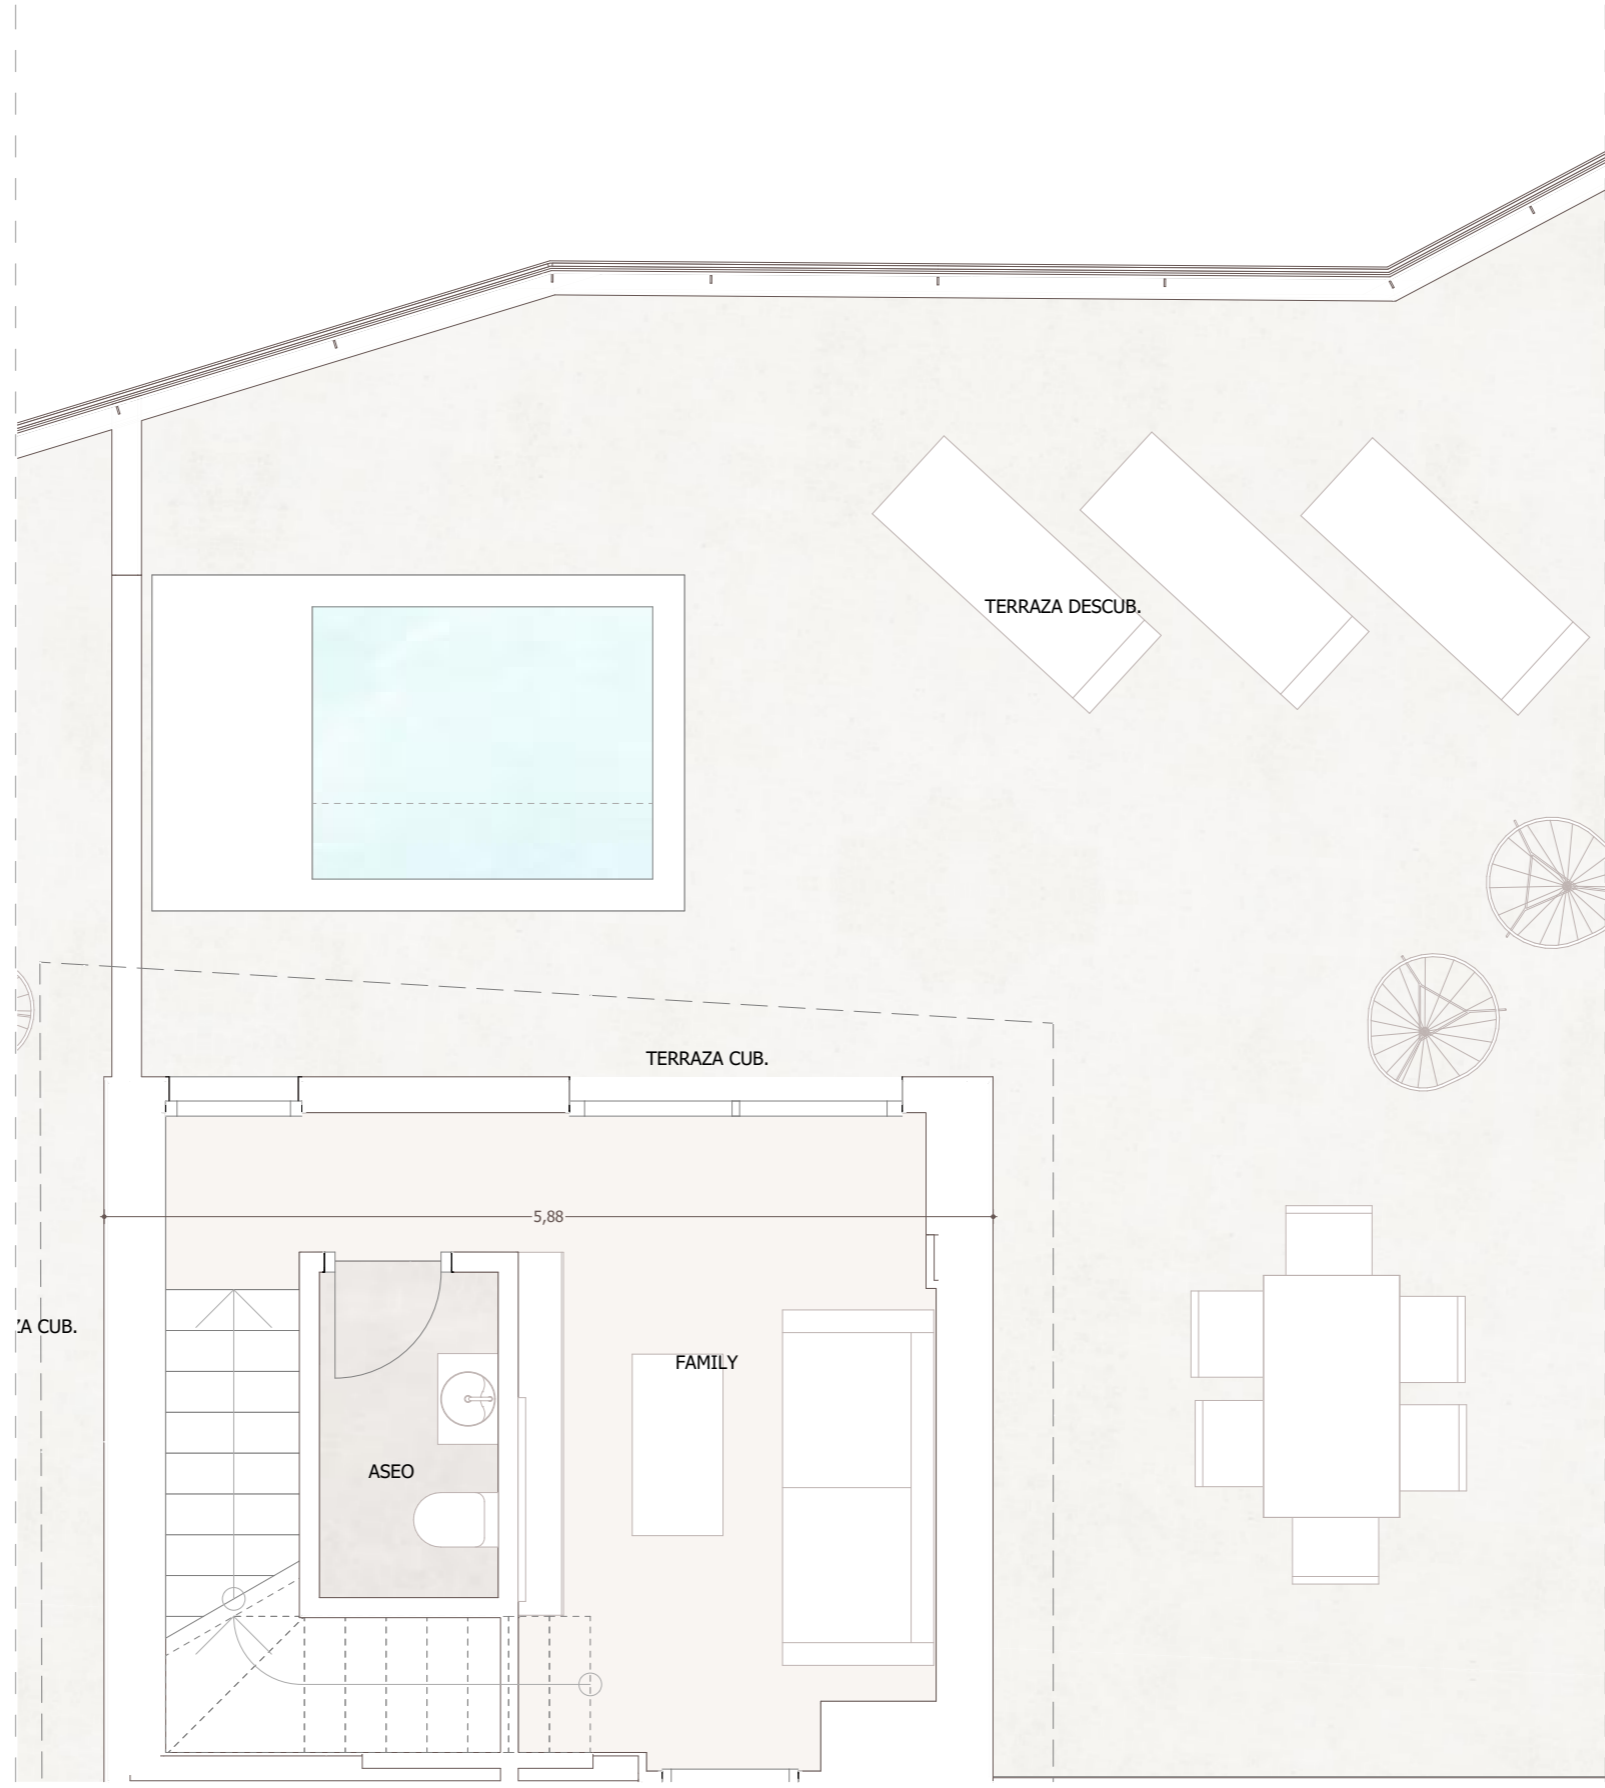 TERRAZA DESCUB.
TERRAZA CUB.
5,88
ZA CUB.
FAMILY
ASEO